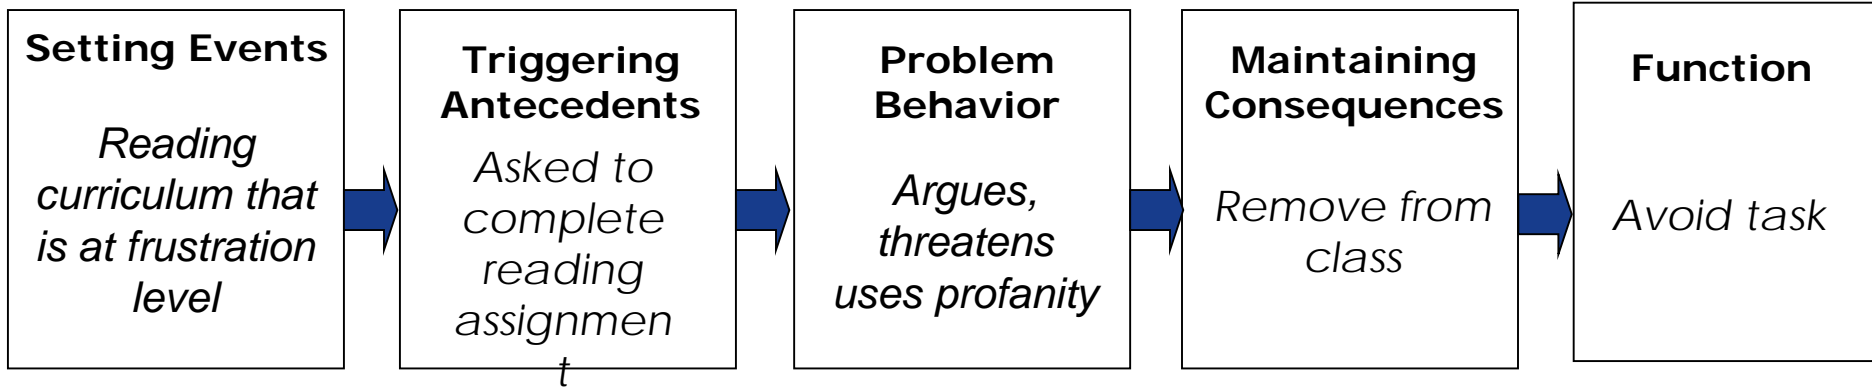 Setting Events
Reading
curriculum that
is at frustration
level
Triggering
Antecedents
Asked to
complete
reading
assignmen
t
Problem
Behavior
Argues,
threatens
uses profanity
Maintaining
Consequences
Remove from
class
Function
Avoid task